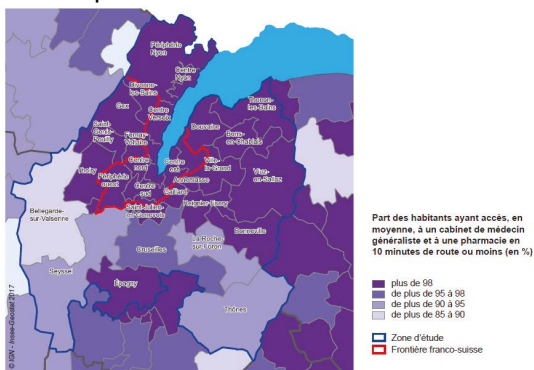 Périphérie
Nyon
Centre
Nyon
Divonne-
les-Bains
Thonon-
les-Bains
Gex
Centre
Versoix
Saint-
Genis-
Pouilly
Ferney-
Voltaire
Douvaine
Bons-
en-Chablais
Thoiry
Centre
nord
Centre
est
Ville-
la-Grand
Périphérie
ouest
Annemasse
Viuz-
en-Sallaz
Centre
sud
Gaillard
Saint-Julien-
en-Genevois
Reignier-Esery
Bellegarde-
sur-Valserine
Bonneville
Cruseilles
La Roche-
sur-Foron
Seyssel
Epagny
Thônes
© IGN - Insee-Geostat 2017
Part des habitants ayant accès, en
moyenne, à un cabinet de médecin
généraliste et à une pharmacie en
10 minutes de route ou moins (en %)
plus de 98
de plus de 95 à 98
de plus de 90 à 95
de plus de 85 à 90
Zone d'étude
Frontière franco-suisse